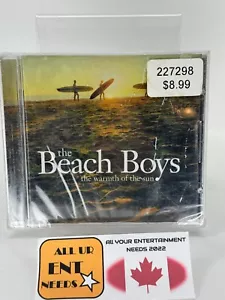 227298
$8.99
the
Beach Boys
the warmth of the sun
ALL UR
ENT
NEEDS
All YOUR ENTERTAINMENT
NEEDS 2022